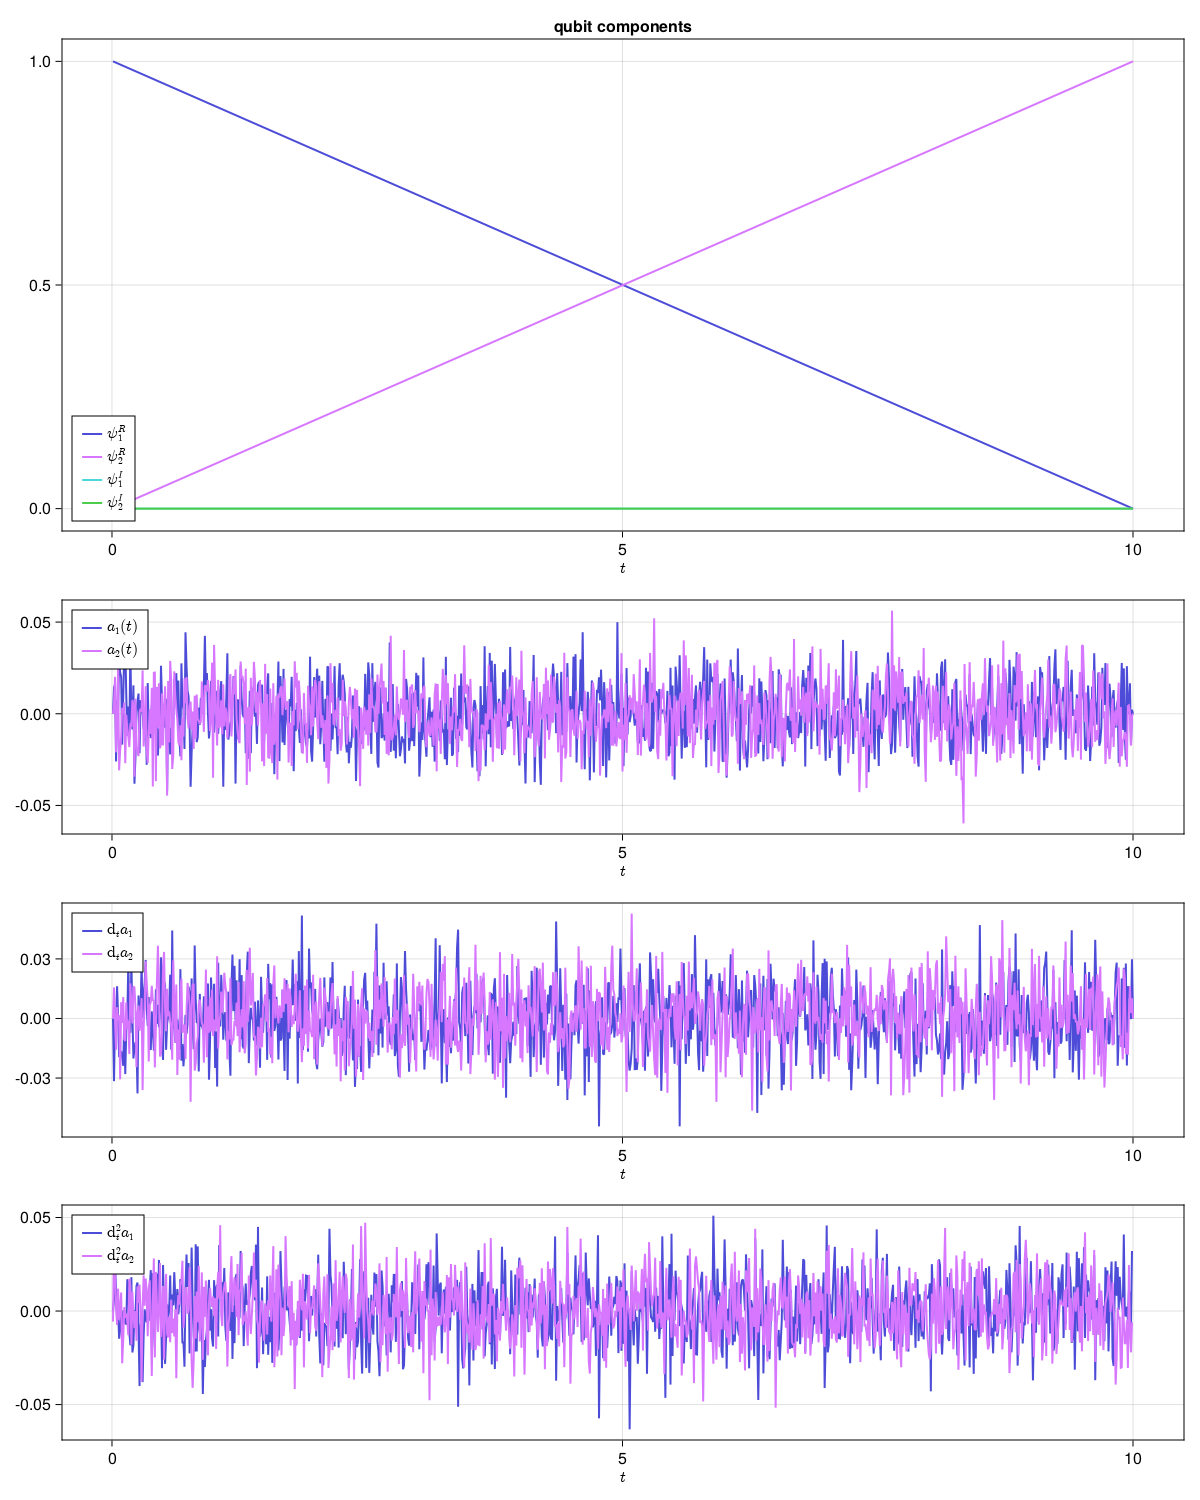 qubit components
1.0
0.5
0.0
ψ₁ᴿ
ψ₂ᴿ
ψ₁ᴵ
ψ₂ᴵ
0 5 10
t
0.05
0.00
-0.05
a₁(t)
a₂(t)
0 5 10
t
0.03
0.00
-0.03
dₜa₁
dₜa₂
0 5 10
t
0.05
0.00
-0.05
dₜ²a₁
dₜ²a₂
0 5 10
t